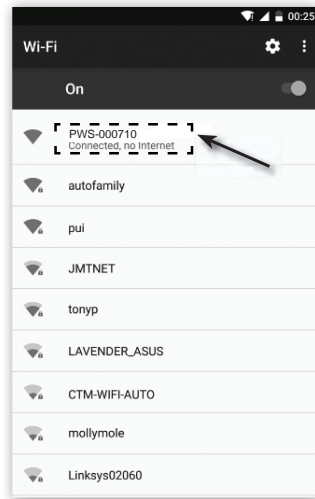 00:25
Wi-Fi
On
PWS-000710
Connected, no Internet
autofamily
pui
JMTNET
tonyp
LAVENDER_ASUS
CTM-WIFI-AUTO
mollymole
Linksys02060